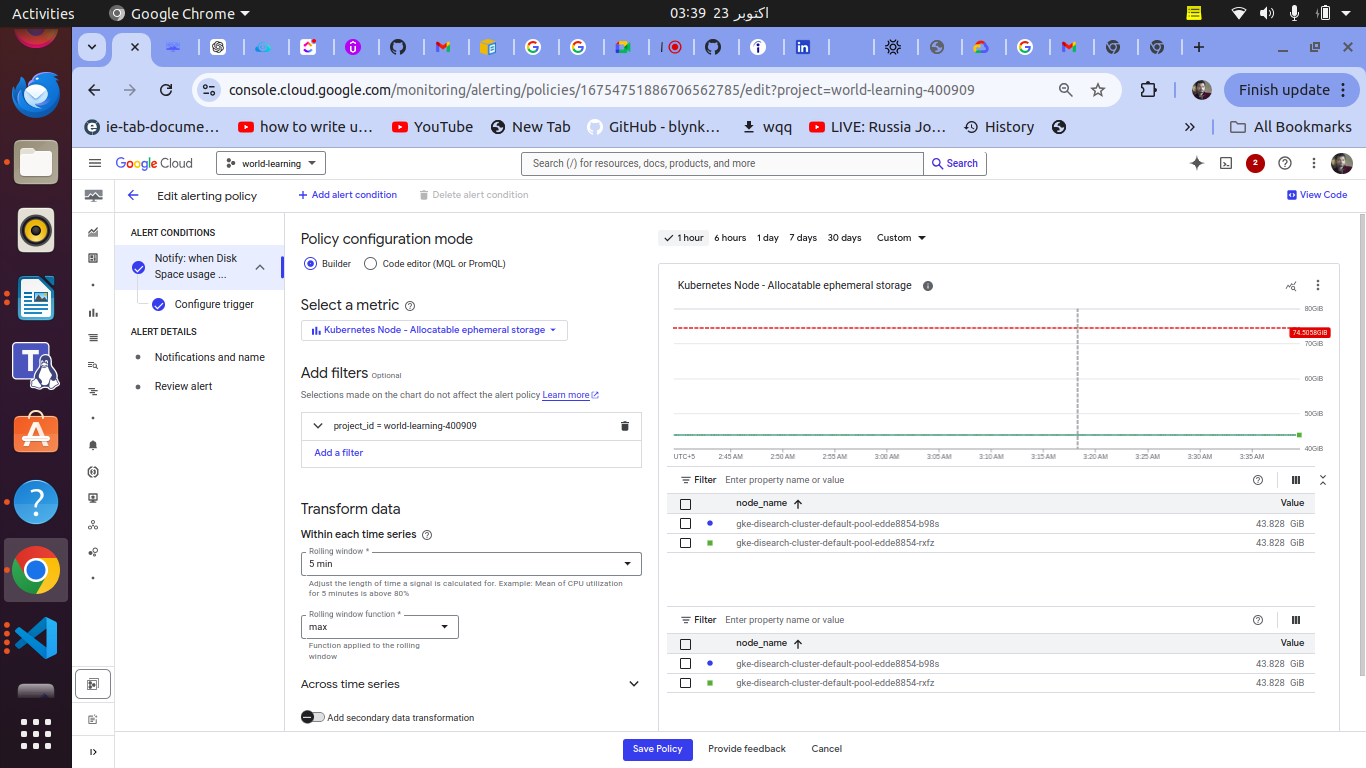 Activities
Google Chrome
03:39 23 اکتوبر
/ De
Finish update
console.cloud.google.com/monitoring/alerting/policies/16754751886706562785/edit?project=world-learning-400909
ie-tab-docume…
how to write u…
YouTube
New Tab
GitHub - blynk…
wqq
LIVE: Russia Jo…
History
»
All Bookmarks
Google Cloud
world-learning
Search (/) for resources, docs, products, and more
Search
2
Edit alerting policy
Add alert condition
Delete alert condition
View Code
ALERT CONDITIONS
Notify: when Disk
Space usage ...
Configure trigger
ALERT DETAILS
Notifications and name
Review alert
Policy configuration mode
Builder
Code editor (MQL or PromQL)
Select a metric
Kubernetes Node - Allocatable ephemeral storage
Add filters Optional
Selections made on the chart do not affect the alert policy Learn more
project_id = world-learning-400909
Add a filter
Transform data
Within each time series
Rolling window *
5 min
Adjust the length of time a signal is calculated for. Example: Mean of CPU utilization
for 5 minutes is above 80%
Rolling window function *
max
Function applied to the rolling
window
Across time series
Add secondary data transformation
1 hour
6 hours
1 day
7 days
30 days
Custom
Kubernetes Node - Allocatable ephemeral storage
80GiB
74.5058GiB
70GiB
60GiB
50GiB
40GiB
UTC+5 2:45 AM 2:50 AM 2:55 AM 3:00 AM 3:05 AM 3:10 AM 3:15 AM 3:20 AM 3:25 AM 3:30 AM 3:35 AM
Filter Enter property name or value
node_name Value
gke-disearch-cluster-default-pool-edde8854-b98s 43.828 GiB
gke-disearch-cluster-default-pool-edde8854-rxfz 43.828 GiB
Filter Enter property name or value
node_name Value
gke-disearch-cluster-default-pool-edde8854-b98s 43.828 GiB
gke-disearch-cluster-default-pool-edde8854-rxfz 43.828 GiB
Save Policy
Provide feedback
Cancel